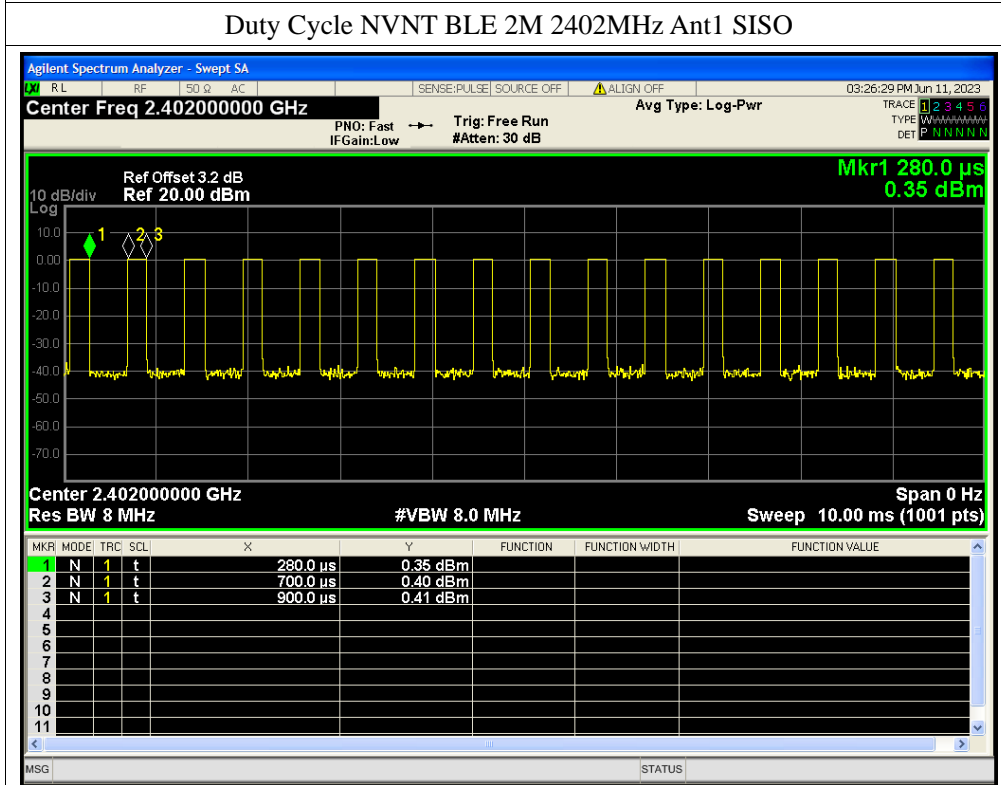 Duty Cycle NVNT BLE 2M 2402MHz Ant1 SISO
Agilent Spectrum Analyzer - Swept SA
LXI RL RF 50 Ω AC SENSE:PULSE SOURCE OFF ALIGN OFF 03:26:29 PM Jun 11, 2023
Center Freq 2.402000000 GHz Avg Type: Log-Pwr TRACE 1 2 3 4 5 6
PNO: Fast Trig: Free Run TYPE WWWWWW
IFGain:Low #Atten: 30 dB DET P N N N N N
Mkr1 280.0 µs
Ref Offset 3.2 dB 0.35 dBm
10 dB/div Ref 20.00 dBm
Log
10.0
1 2 3
0.00
-10.0
-20.0
-30.0
-40.0
-50.0
-60.0
-70.0
Center 2.402000000 GHz Span 0 Hz
Res BW 8 MHz #VBW 8.0 MHz Sweep 10.00 ms (1001 pts)
MKR MODE TRC SCL X Y FUNCTION FUNCTION WIDTH FUNCTION VALUE
1 N 1 t 280.0 µs 0.35 dBm
2 N 1 t 700.0 µs 0.40 dBm
3 N 1 t 900.0 µs 0.41 dBm
4
5
6
7
8
9
10
11
MSG STATUS